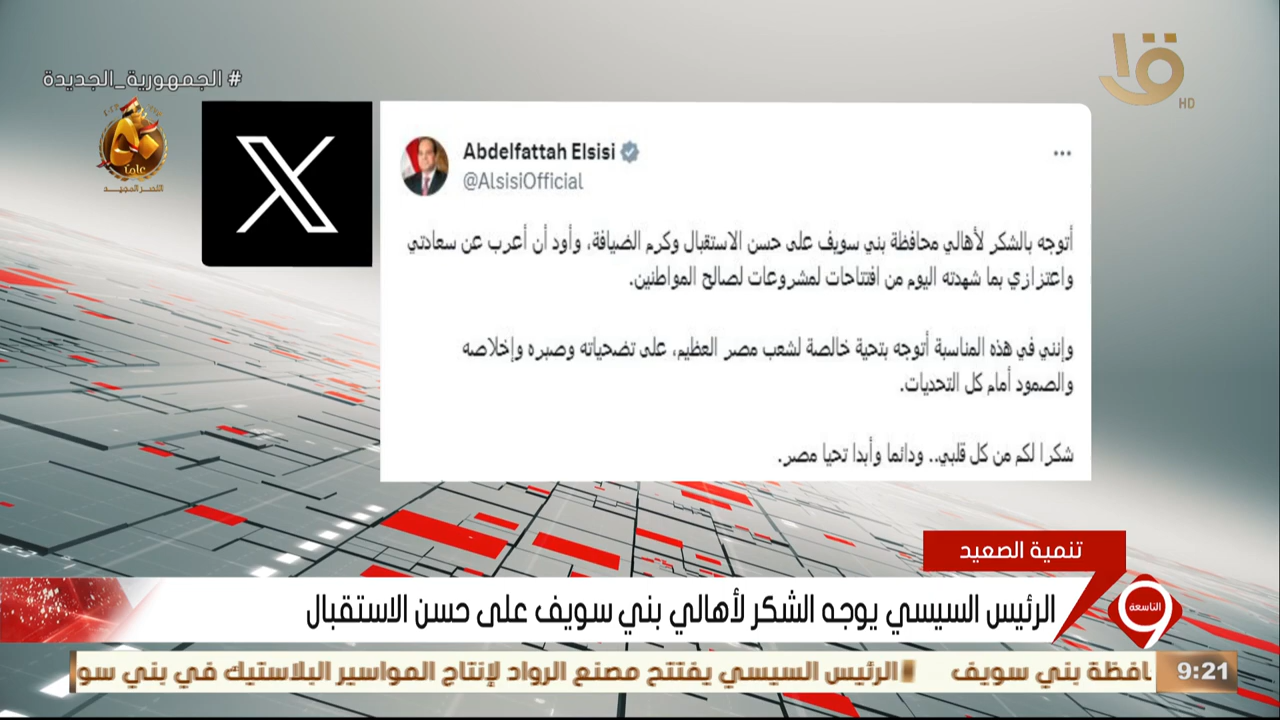 # الجمهورية_الجديدة
HD
عاما
النصر المجيد
X
Abdelfattah Elsisi
@AlsisiOfficial
أتوجه بالشكر لأهالي محافظة بني سويف على حسن الاستقبال وكرم الضيافة، وأود أن أعرب عن سعادتي
واعتزازي بما شهدته اليوم من افتتاحات لمشروعات لصالح المواطنين.
وإنني في هذه المناسبة أتوجه بتحية خالصة لشعب مصر العظيم، على تضحياته وصبره وإخلاصه
والصمود أمام كل التحديات.
شكرا لكم من كل قلبي.. ودائما وأبدا تحيا مصر.
تنمية الصعيد
الرئيس السيسي يوجه الشكر لأهالي بني سويف على حسن الاستقبال
التاسعة
9
9:21
افظة بني سويف الرئيس السيسي يفتتح مصنع الرواد لإنتاج المواسير البلاستيك في بني سو